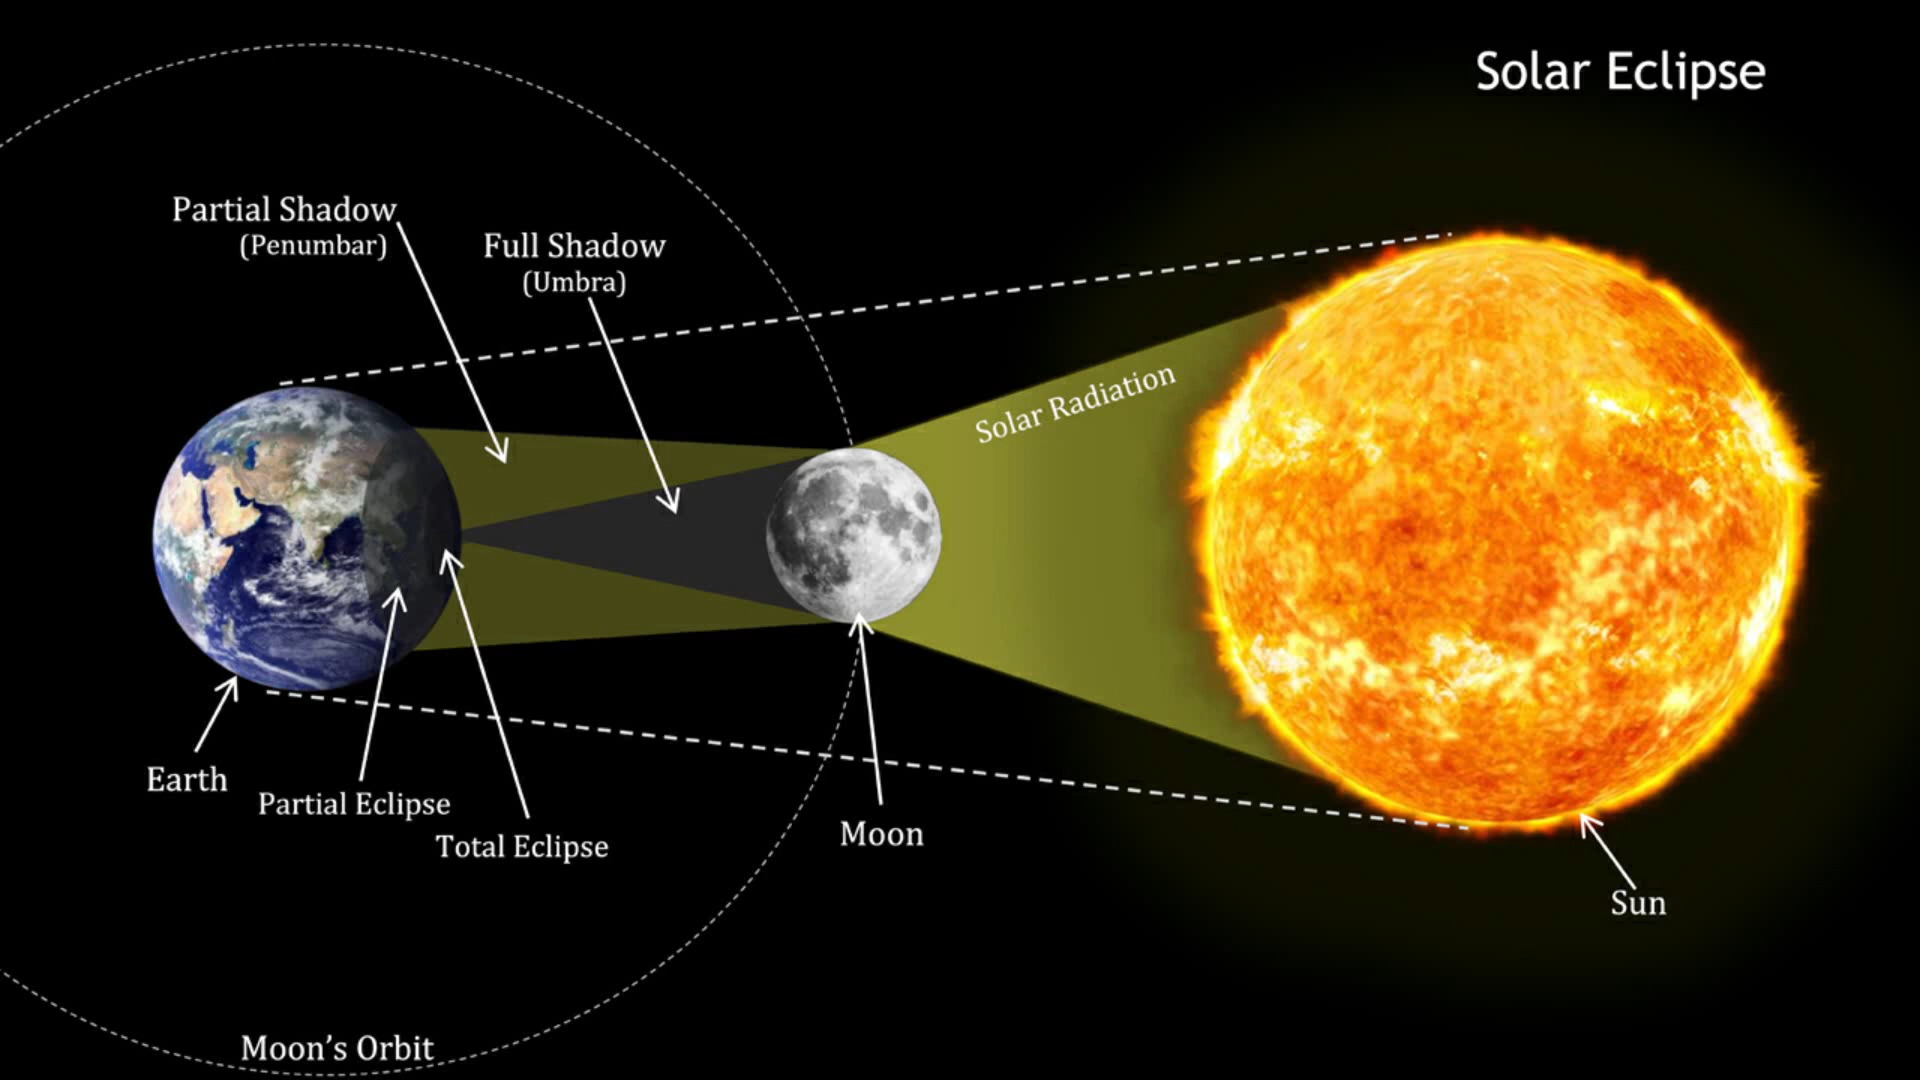 Solar Eclipse
Partial Shadow
(Penumbar)
Full Shadow
(Umbra)
Solar Radiation
Earth
Partial Eclipse
Total Eclipse
Moon
Sun
Moon’s Orbit